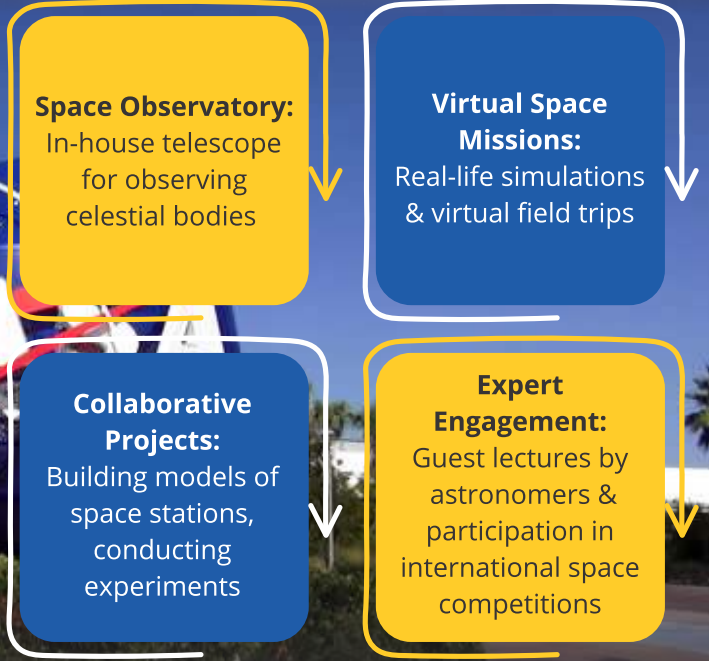 Space Observatory:
In-house telescope
for observing
celestial bodies
Virtual Space
Missions:
Real-life simulations
& virtual field trips
Collaborative
Projects:
Building models of
space stations,
conducting
experiments
Expert
Engagement:
Guest lectures by
astronomers &
participation in
international space
competitions